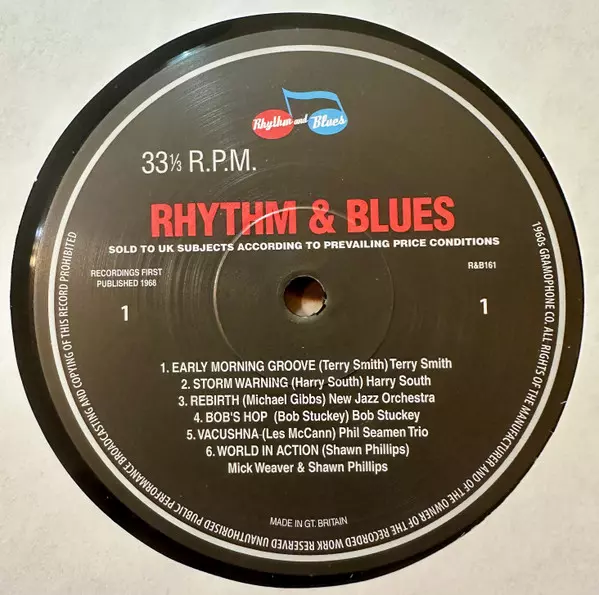 Rhythm and Blues
33⅓ R.P.M.
RHYTHM & BLUES
SOLD TO UK SUBJECTS ACCORDING TO PREVAILING PRICE CONDITIONS
RECORDINGS FIRST
PUBLISHED 1968
R&B161
1
1
1. EARLY MORNING GROOVE (Terry Smith) Terry Smith
2. STORM WARNING (Harry South) Harry South
3. REBIRTH (Michael Gibbs) New Jazz Orchestra
4. BOB'S HOP (Bob Stuckey) Bob Stuckey
5. VACUSHNA (Les McCann) Phil Seamen Trio
6. WORLD IN ACTION (Shawn Phillips)
Mick Weaver & Shawn Phillips
MADE IN GT. BRITAIN
1960s GRAMOPHONE CO. ALL RIGHTS OF THE MANUFACTURER AND OF THE OWNER OF THE RECORDED WORK RESERVED UNAUTHORISED PUBLIC PERFORMANCE BROADCASTING AND COPYING OF THIS RECORD PROHIBITED